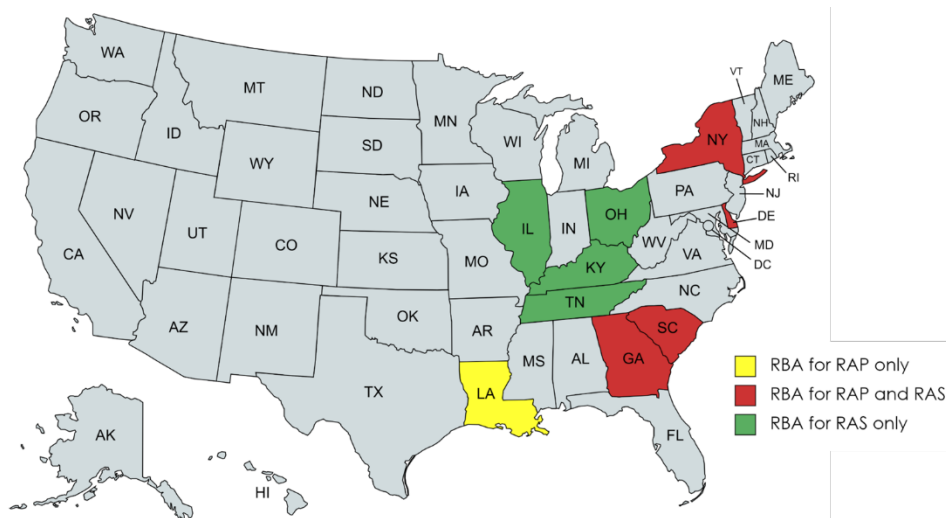 WA
MT
ND
MN
ME
VT
OR
ID
SD
WI
NY
NH
WY
MI
MA
CT
RI
IA
PA
NE
NJ
NV
OH
DE
UT
IL
IN
CO
WV
MD
CA
KS
MO
KY
VA
DC
TN
NC
OK
AZ
NM
AR
SC
MS
AL
GA
TX
LA
RBA for RAP only
RBA for RAP and RAS
RBA for RAS only
AK
FL
HI